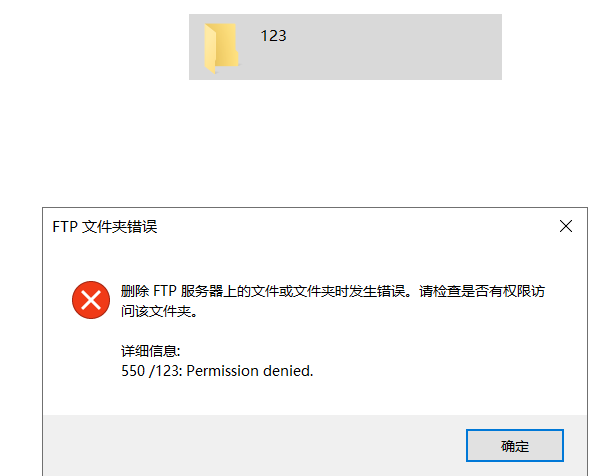 123
FTP 文件夹错误
删除 FTP 服务器上的文件或文件夹时发生错误。请检查是否有权限访
问该文件夹。
详细信息:
550 /123: Permission denied.
确定